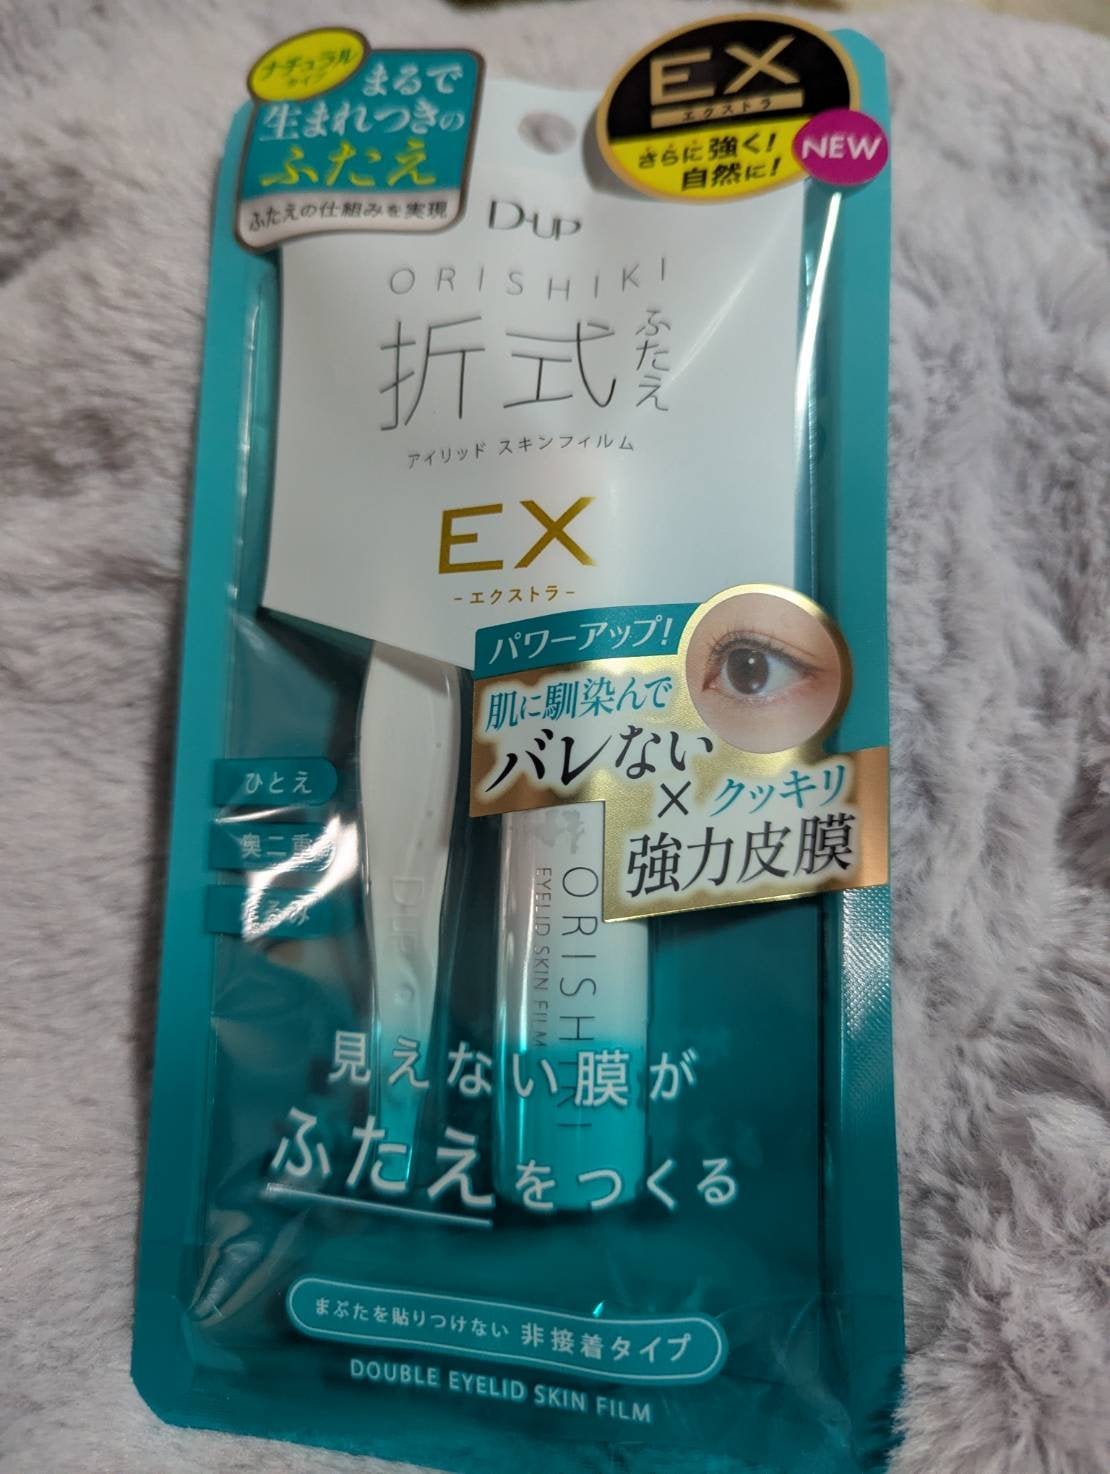 ナチュラル
タイプ
まるで
生まれつきの
ふたえ
ふたえの仕組みを実現
EX
エクストラ
さらに強く!
自然に!
NEW
D-UP
ORISHIKI
折式
ふたえ
アイリッド スキンフィルム
EX
-エクストラ-
パワーアップ!
肌に馴染んで
バレない
×クッキリ
強力皮膜
ひとえ
奥二重
D-UP
ORISHIKI
EYELID SKIN FILM
見えない膜が
ふたえをつくる
まぶたを貼りつけない 非接着タイプ
DOUBLE EYELID SKIN FILM